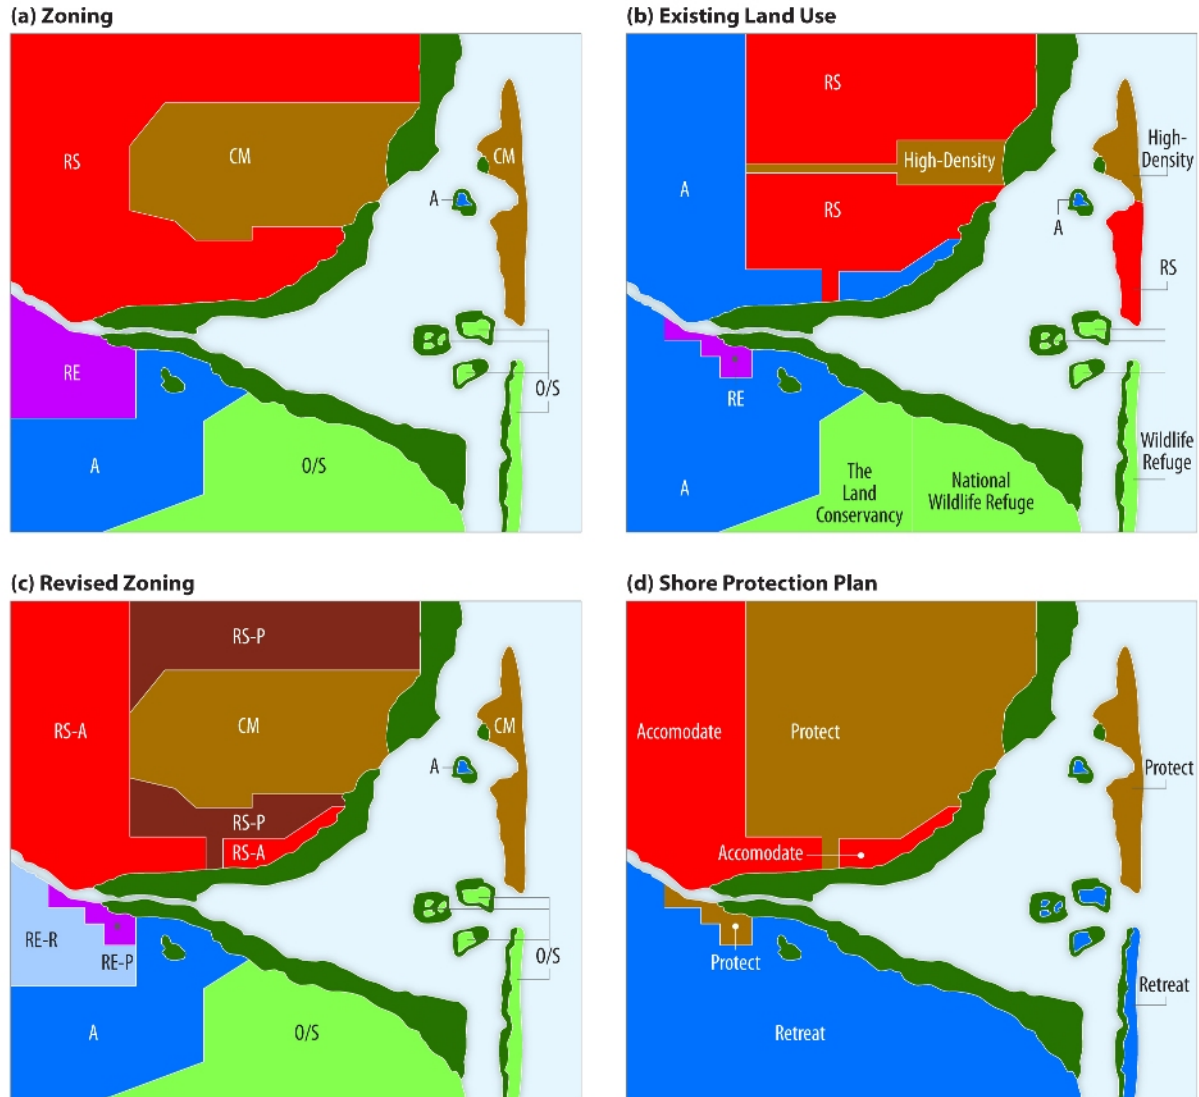 (a) Zoning
RS
CM
CM
A
RE
A
O/S
O/S
(b) Existing Land Use
RS
High-Density
High-
Density
A
RS
A
RS
RE
A
The
Land
Conservancy
National
Wildlife Refuge
Wildlife
Refuge
(c) Revised Zoning
RS-P
RS-A
CM
CM
A
RS-P
RS-A
RE-R
RE-P
O/S
A
O/S
(d) Shore Protection Plan
Accomodate
Protect
Protect
Accomodate
Protect
Retreat
Retreat